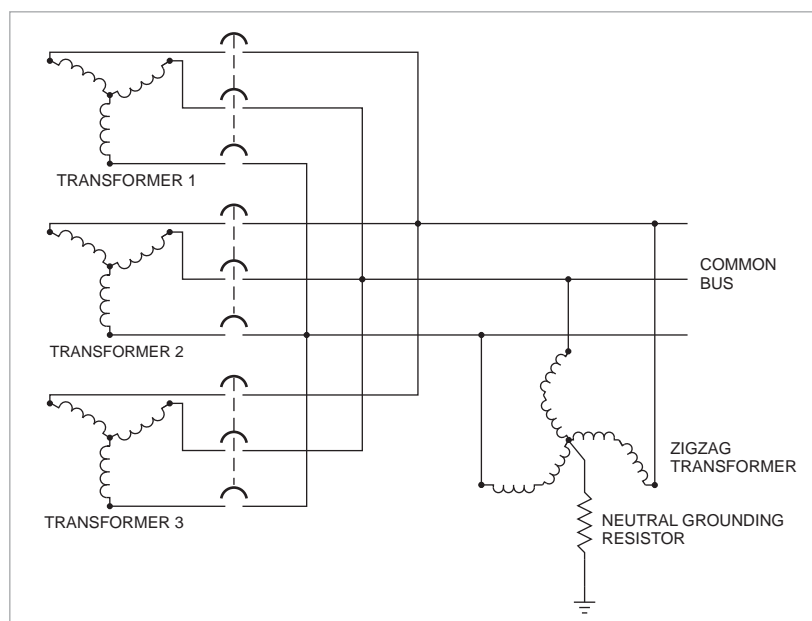 TRANSFORMER 1
COMMON
BUS
TRANSFORMER 2
ZIGZAG
TRANSFORMER
TRANSFORMER 3
NEUTRAL GROUNDING
RESISTOR